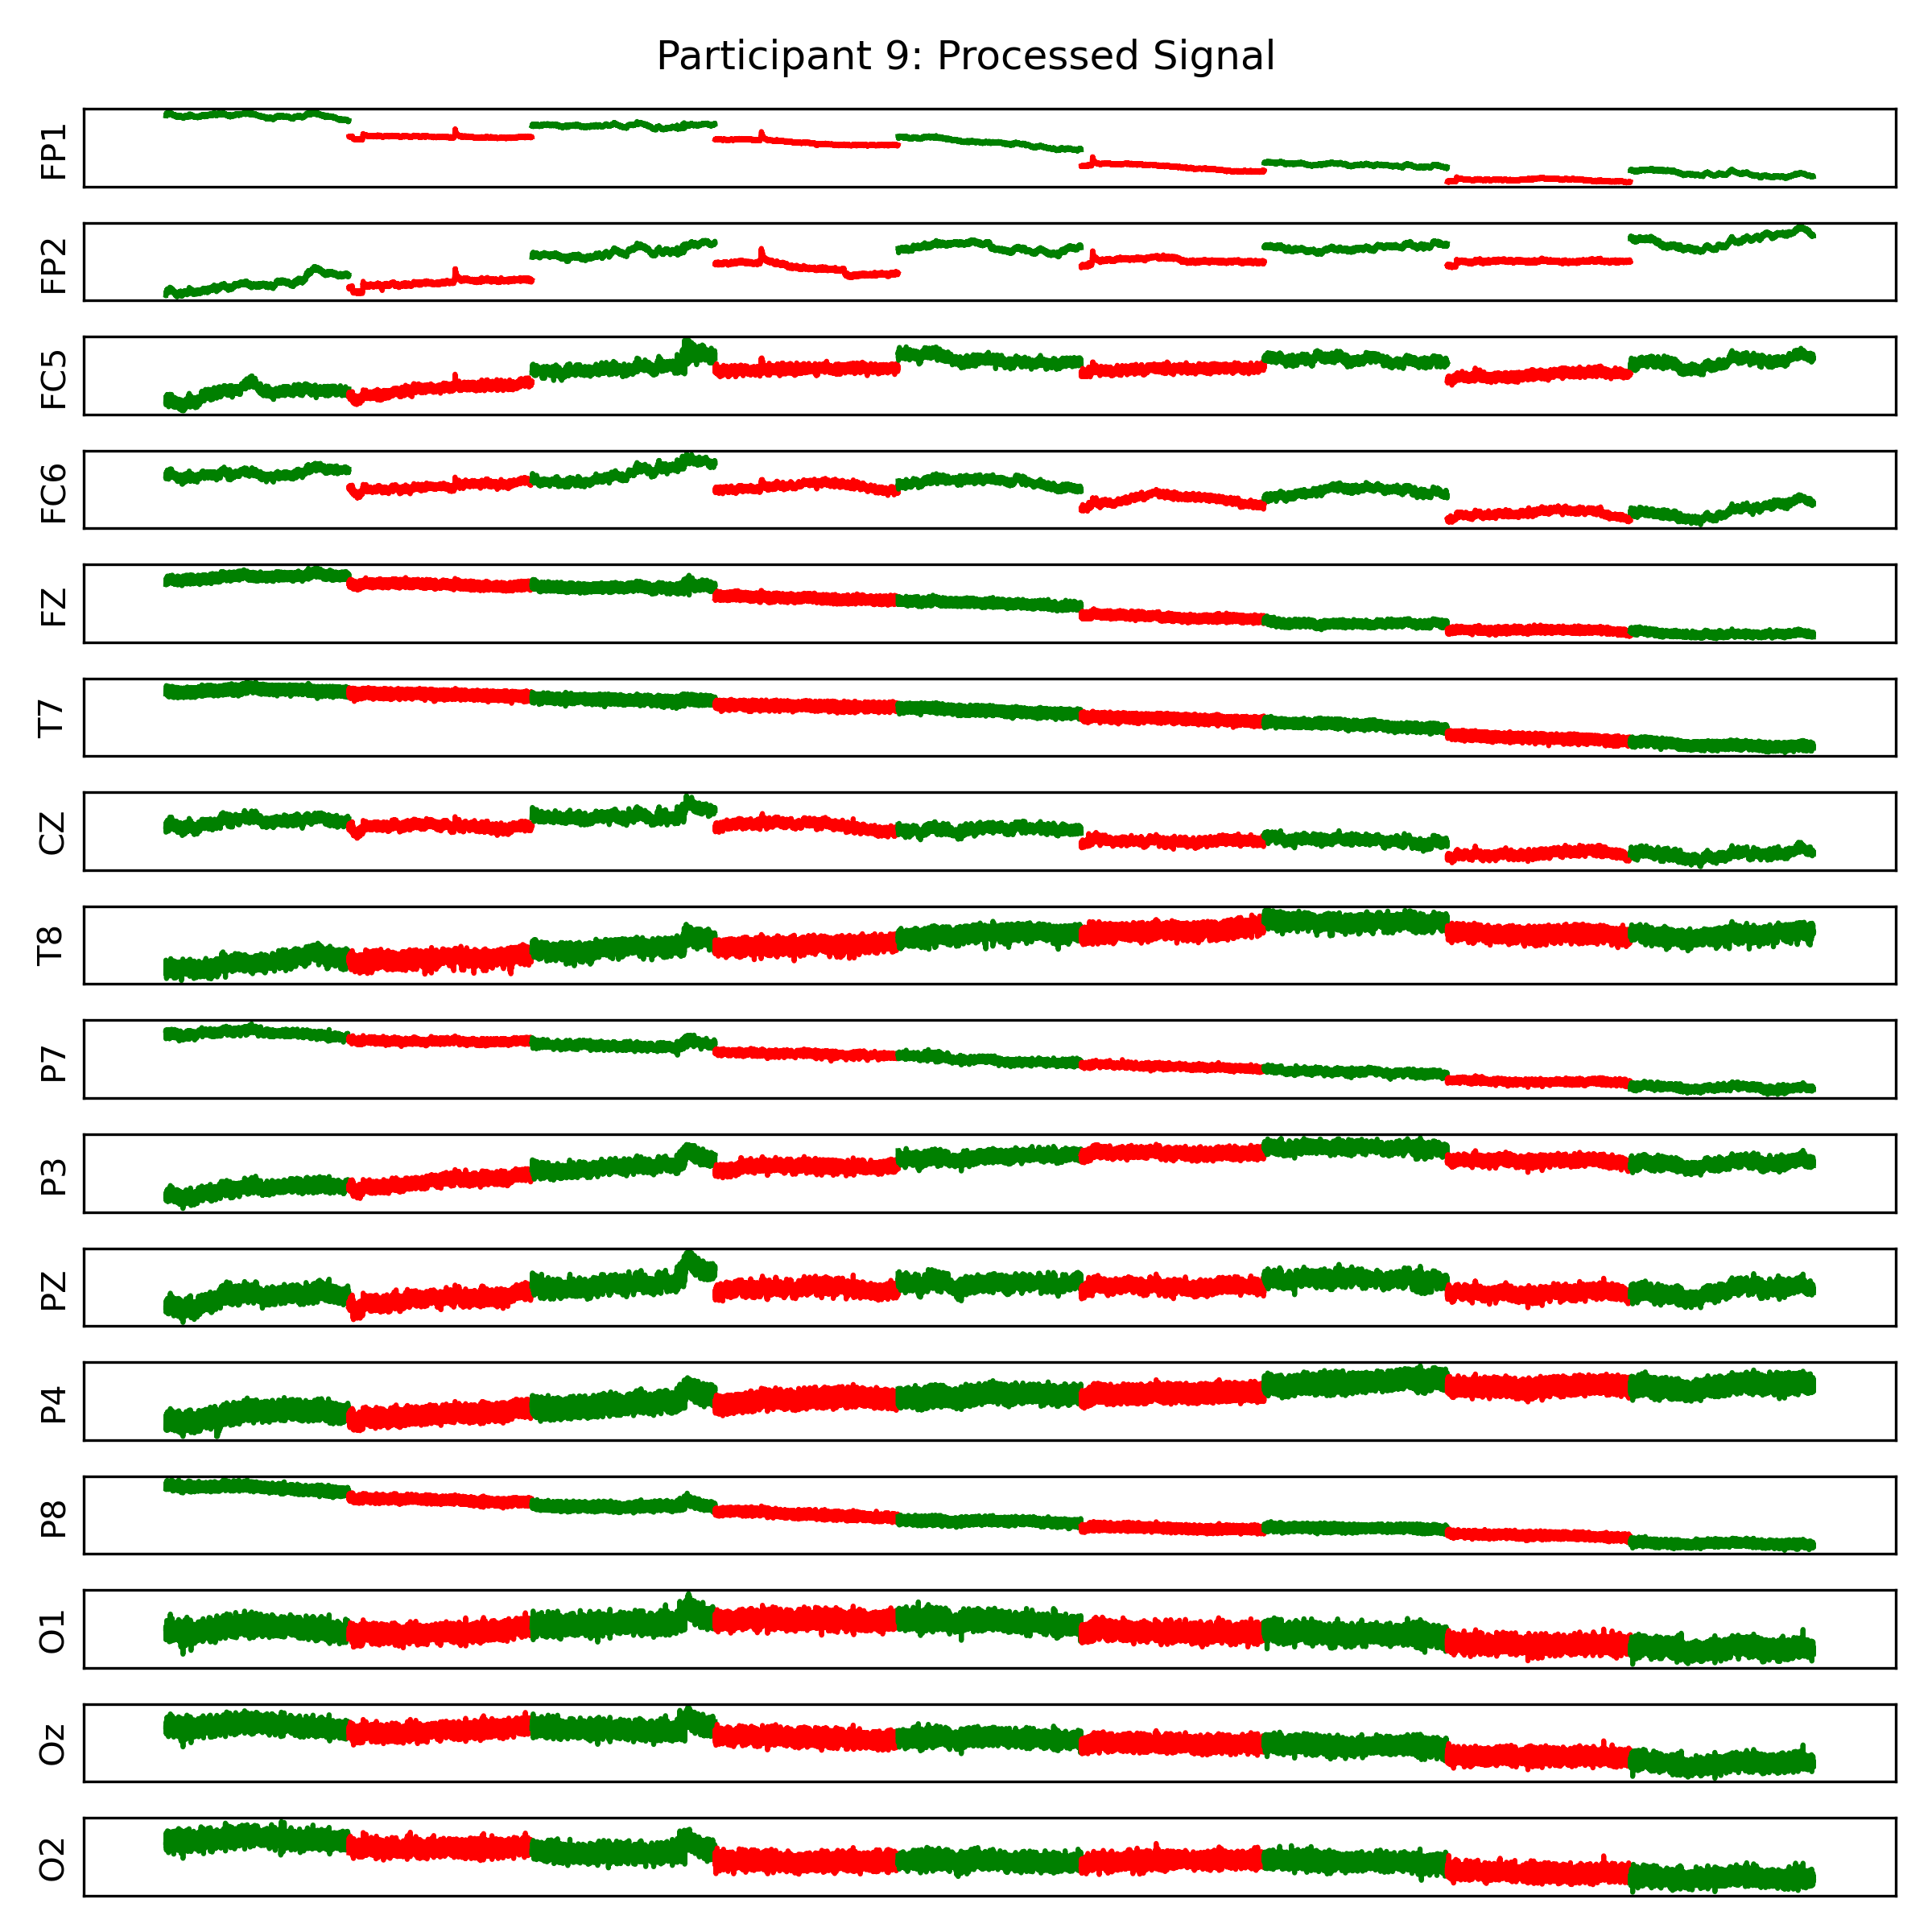 Participant 9: Processed Signal
FP1
FP2
FC5
FC6
FZ
T7
CZ
T8
P7
P3
PZ
P4
P8
O1
Oz
O2